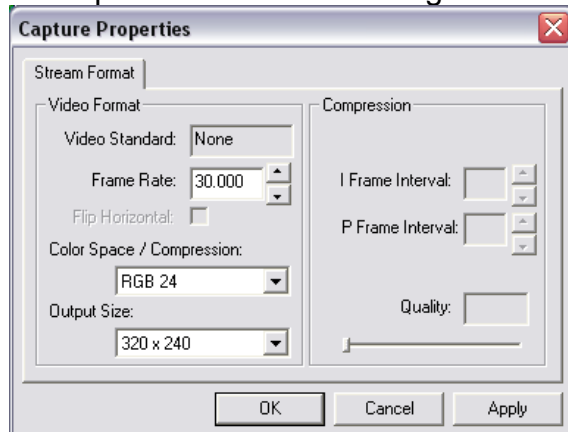 Capture Properties
Stream Format
Video Format
Video Standard: None
Frame Rate: 30.000
Flip Horizontal:
Color Space / Compression:
RGB 24
Output Size:
320 x 240
Compression
I Frame Interval:
P Frame Interval:
Quality:
OK Cancel Apply